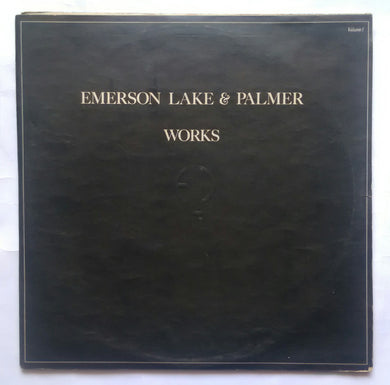 Volume 1
EMERSON LAKE & PALMER
WORKS